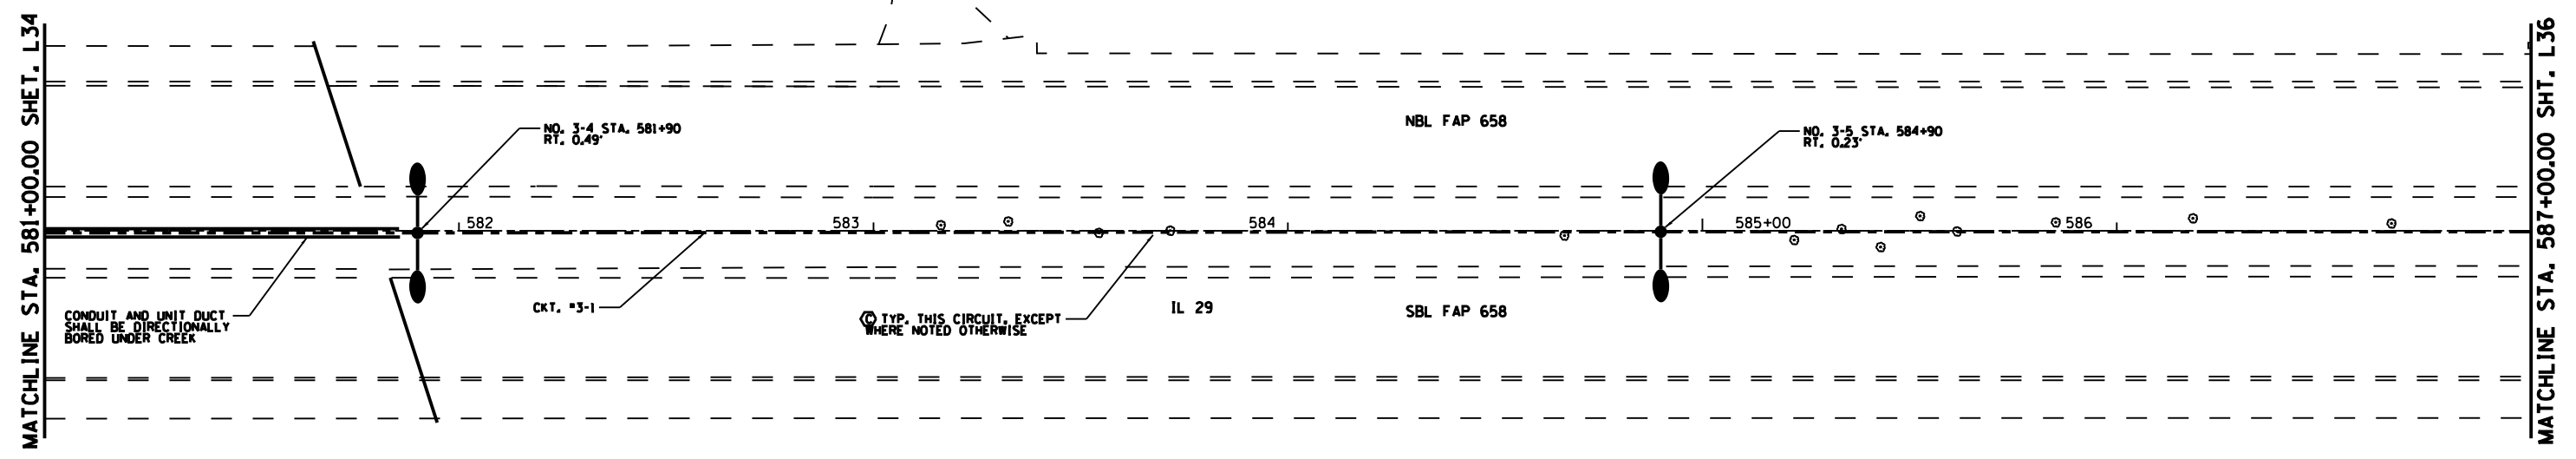 MATCHLINE STA. 581+00.00 SHET. L34
NO. 3-4 STA. 581+90
RT. 0.49'
NBL FAP 658
NO. 3-5 STA. 584+90
RT. 0.23'
582
583
584
585+00
586
CONDUIT AND UNIT DUCT
SHALL BE DIRECTIONALLY
BORED UNDER CREEK
CKT. #3-1
C TYP. THIS CIRCUIT, EXCEPT
WHERE NOTED OTHERWISE
IL 29
SBL FAP 658
MATCHLINE STA. 587+00.00 SHT. L36